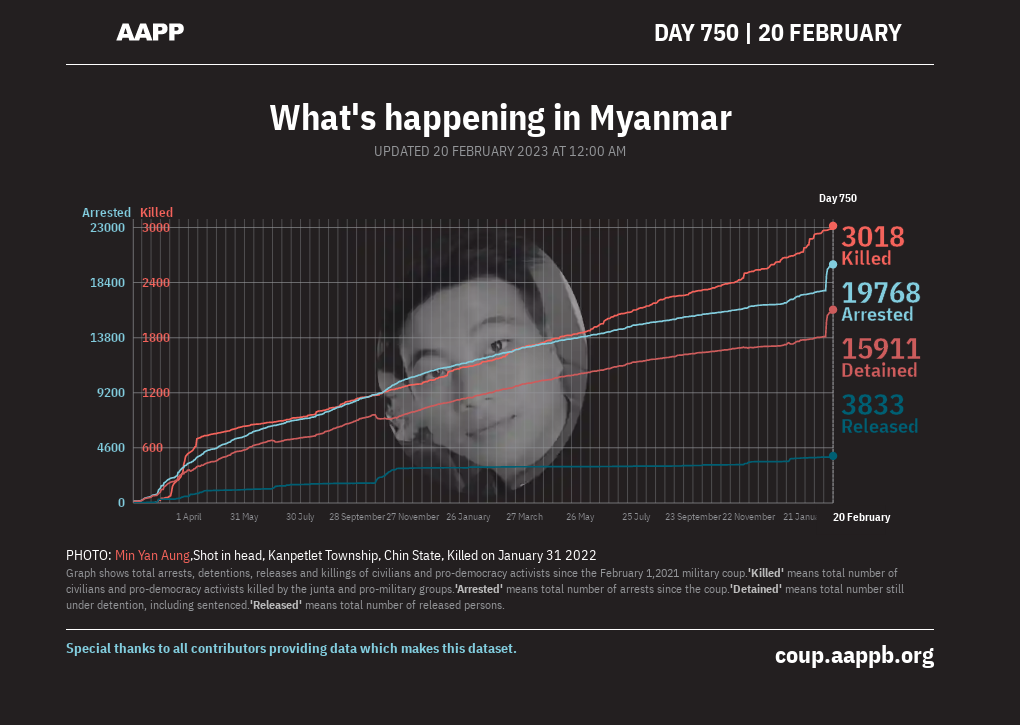 AAPP
DAY 750 | 20 FEBRUARY
What's happening in Myanmar
UPDATED 20 FEBRUARY 2023 AT 12:00 AM
Day 750
Arrested Killed
23000 3000
18400 2400
13800 1800
9200 1200
4600 600
0
3018
Killed
19768
Arrested
15911
Detained
3833
Released
1 April 31 May 30 July 28 September 27 November 26 January 27 March 26 May 25 July 23 September 22 November 21 Janu 20 February
PHOTO: Min Yan Aung,Shot in head, Kanpetlet Township, Chin State, Killed on January 31 2022
Graph shows total arrests, detentions, releases and killings of civilians and pro-democracy activists since the February 1,2021 military coup.'Killed' means total number of
civilians and pro-democracy activists killed by the junta and pro-military groups.'Arrested' means total number of arrests since the coup.'Detained' means total number still
under detention, including sentenced.'Released' means total number of released persons.
Special thanks to all contributors providing data which makes this dataset.
coup.aappb.org